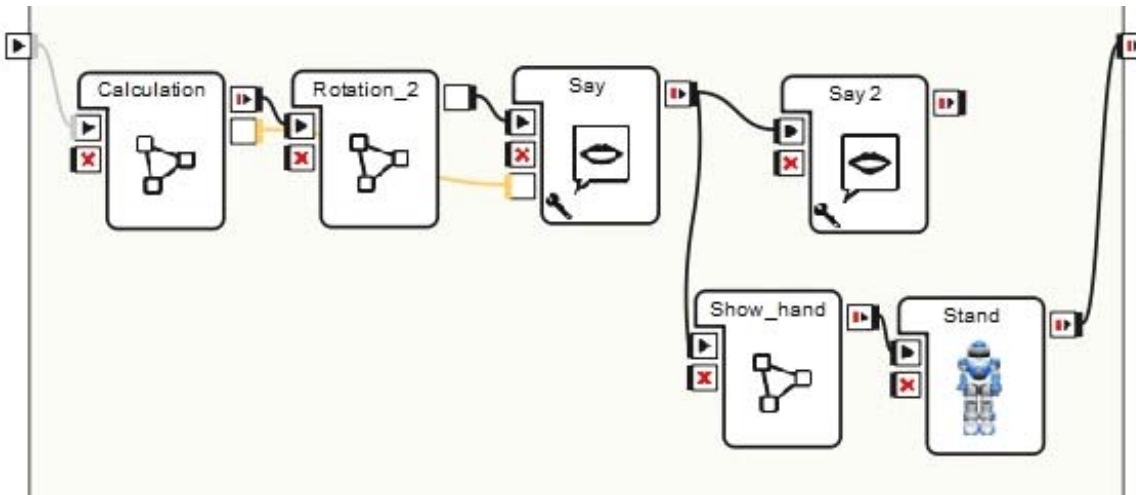 Calculation
Rotation_2
Say
Say 2
Show_hand
Stand